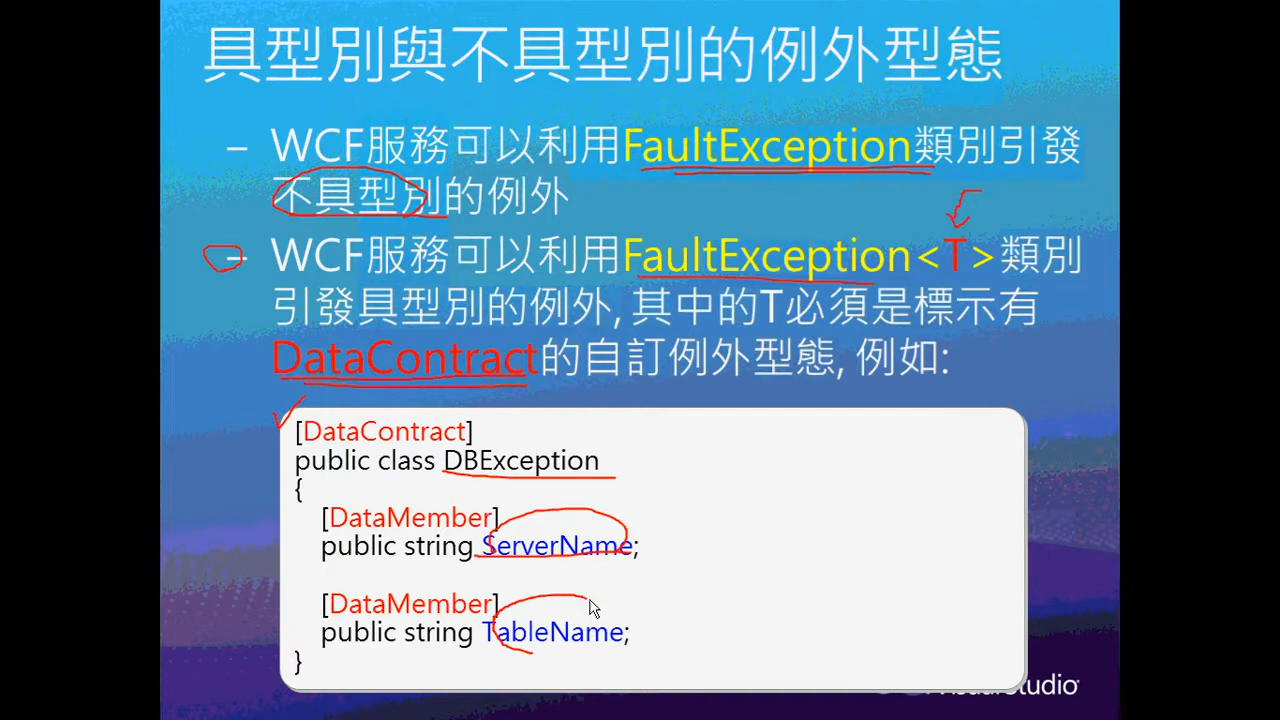 具型別與不具型別的例外型態
– WCF服務可以利用FaultException類別引發
不具型別的例外
– WCF服務可以利用FaultException<T>類別
引發具型別的例外, 其中的T必須是標示有
DataContract的自訂例外型態, 例如:
[DataContract]
public class DBException
{
[DataMember]
public string ServerName;
[DataMember]
public string TableName;
}